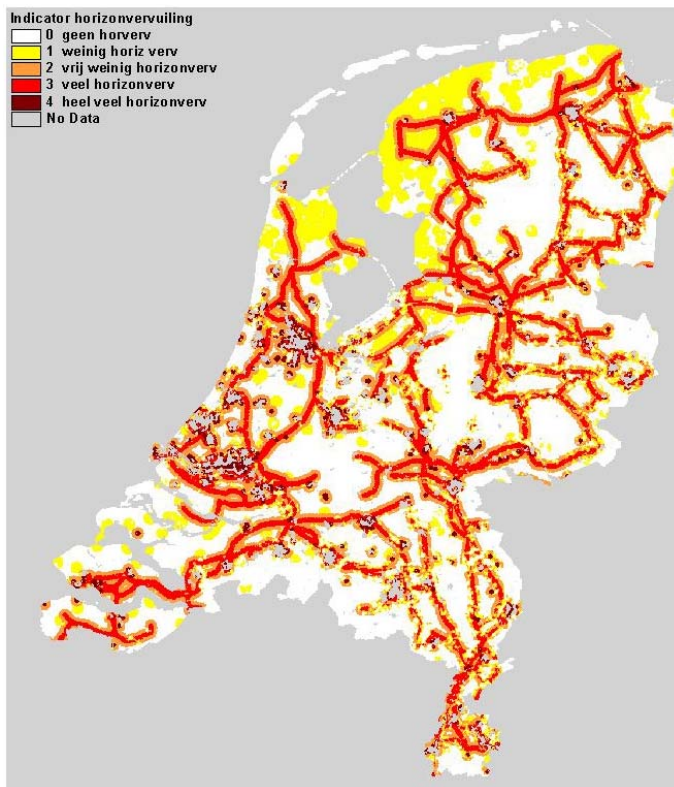 Indicator horizonvervuiling
0 geen horverv
1 weinig horiz verv
2 vrij weinig horizonverv
3 veel horizonverv
4 heel veel horizonverv
No Data